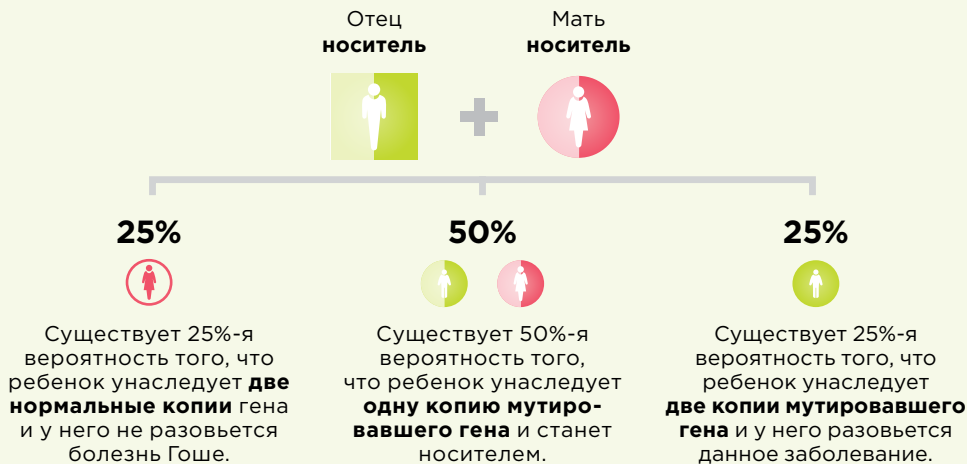 Отец
носитель
Мать
носитель
25%
Существует 25%-я
вероятность того, что
ребенок унаследует две
нормальные копии гена
и у него не разовьется
болезнь Гоше.
50%
Существует 50%-я
вероятность того,
что ребенок унаследует
одну копию мутиро-
вавшего гена и станет
носителем.
25%
Существует 25%-я
вероятность того, что
ребенок унаследует
две копии мутировавшего
гена и у него разовьется
данное заболевание.